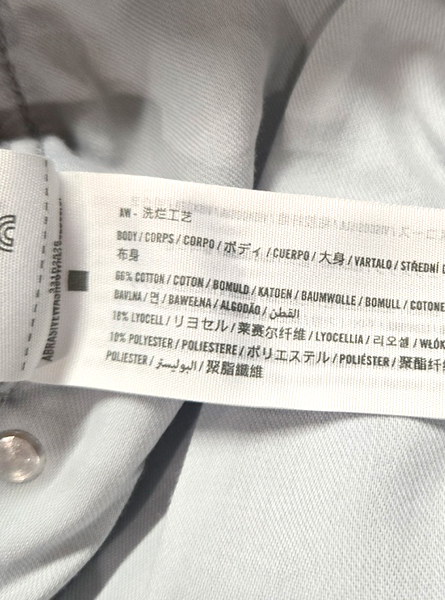 AW - 洗烂工艺
BODY / CORPS / CORPO / ボディ / CUERPO / 大身 / VARTALO / STŘEDNÍ
布身
66% COTTON / COTON / BOMULD / KATOEN / BAUMWOLLE / BOMULL / COTONE
BAVLNA / 면 / BAWEŁNA / ALGODÃO / القطن
18% LYOCELL / リヨセル / 莱赛尔纤维 / LYOCELLIA / 리오셀 / WŁÓK
10% POLYESTER / POLIESTERE / ポリエステル / POLIÉSTER / 聚酯纤维
POLIESTER / البوليستر / 聚脂纖維